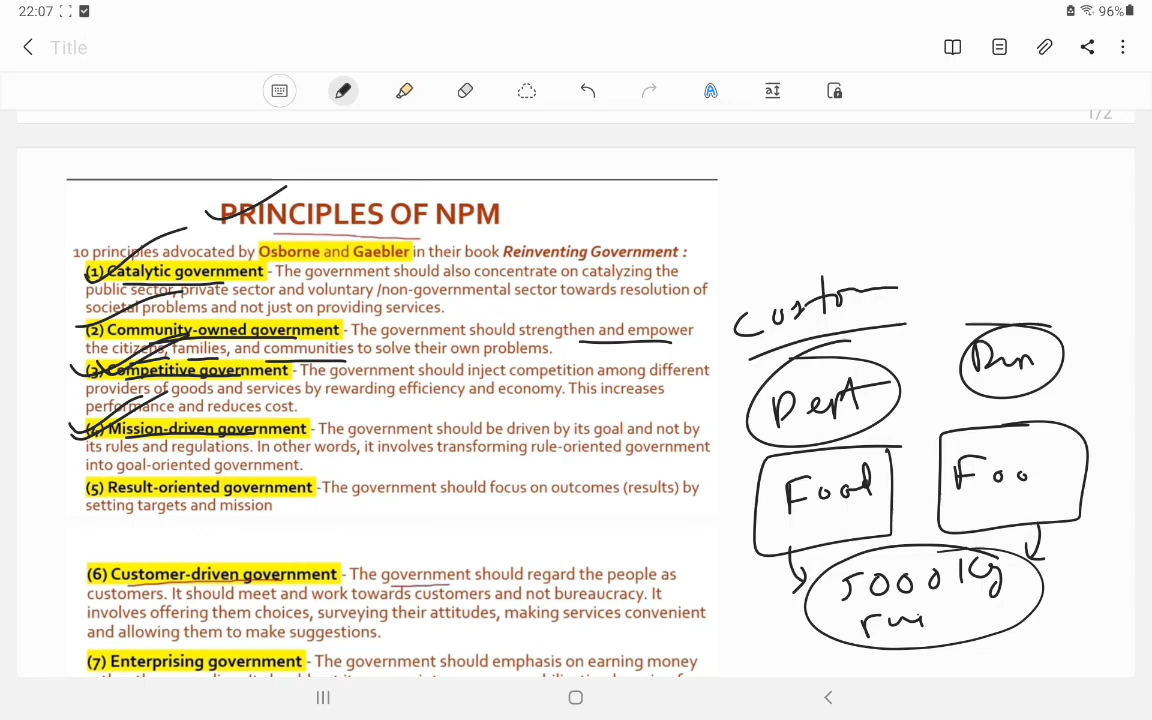 22:07
96%
Title
1/2
PRINCIPLES OF NPM
10 principles advocated by Osborne and Gaebler in their book Reinventing Government :
(1) Catalytic government - The government should also concentrate on catalyzing the
public sector, private sector and voluntary /non-governmental sector towards resolution of
societal problems and not just on providing services.
(2) Community-owned government - The government should strengthen and empower
the citizens, families, and communities to solve their own problems.
(3) Competitive government - The government should inject competition among different
providers of goods and services by rewarding efficiency and economy. This increases
performance and reduces cost.
(4) Mission-driven government - The government should be driven by its goal and not by
its rules and regulations. In other words, it involves transforming rule-oriented government
into goal-oriented government.
(5) Result-oriented government -The government should focus on outcomes (results) by
setting targets and mission
(6) Customer-driven government - The government should regard the people as
customers. It should meet and work towards customers and not bureaucracy. It
involves offering them choices, surveying their attitudes, making services convenient
and allowing them to make suggestions.
(7) Enterprising government - The government should emphasis on earning money
Custom
Dept
Food
Foo
5000 Kg